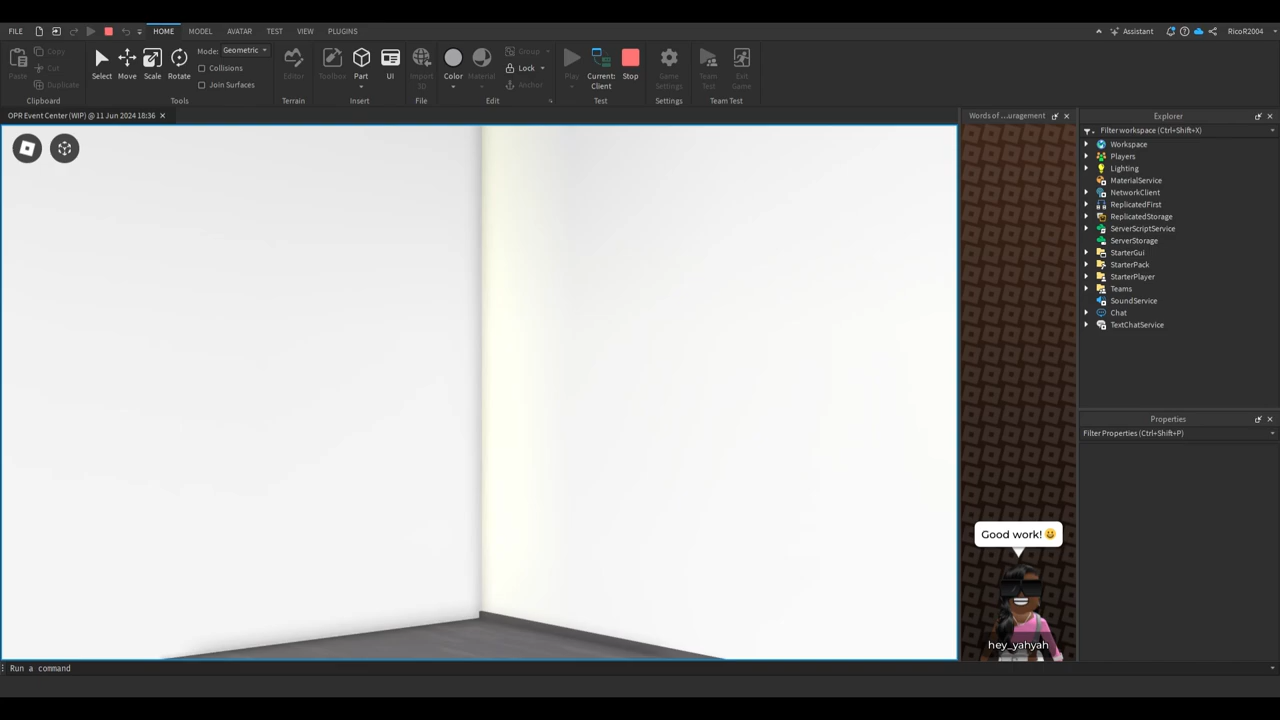 FILE HOME MODEL AVATAR TEST VIEW PLUGINS Assistant RicoR2004
Paste Copy Cut Duplicate Clipboard
Select Move Scale Rotate Mode: Geometric Collisions Join Surfaces Tools
Editor Terrain
Toolbox Part UI Insert
Import 3D File
Color Material Group Lock Anchor Edit
Play Current: Client Stop Test
Game Settings Settings
Team Test Exit Game Team Test
OPR Event Center (WIP) @ 11 Jun 2024 18:36
Words of ...uragement
Good work!
hey_yahyah
Explorer
Filter workspace (Ctrl+Shift+X)
Workspace
Players
Lighting
MaterialService
NetworkClient
ReplicatedFirst
ReplicatedStorage
ServerScriptService
ServerStorage
StarterGui
StarterPack
StarterPlayer
Teams
SoundService
Chat
TextChatService
Properties
Filter Properties (Ctrl+Shift+P)
Run a command